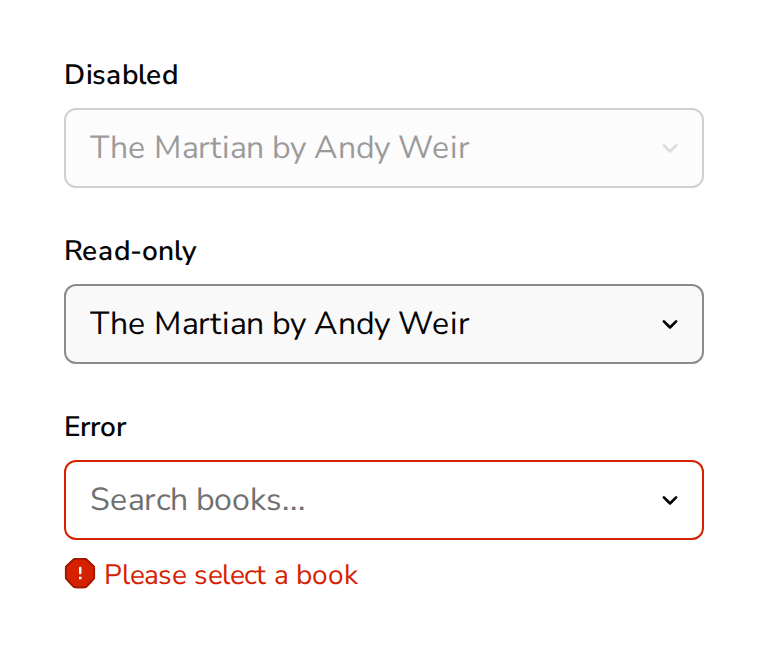 Disabled
The Martian by Andy Weir
Read-only
The Martian by Andy Weir
Error
Search books...
Please select a book